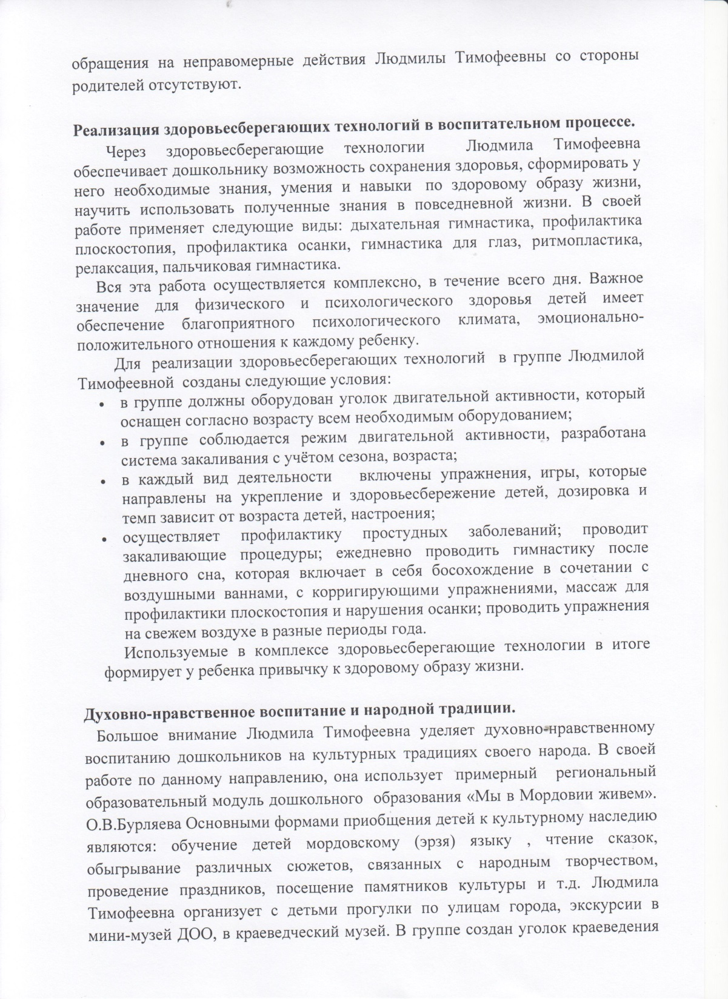 обращения на неправомерные действия Людмилы Тимофеевны со стороны
родителей отсутствуют.
Реализация здоровьесберегающих технологий в воспитательном процессе.
Через здоровьесберегающие технологии Людмила Тимофеевна
обеспечивает дошкольнику возможность сохранения здоровья, сформировать у
него необходимые знания, умения и навыки по здоровому образу жизни,
научить использовать полученные знания в повседневной жизни. В своей
работе применяет следующие виды: дыхательная гимнастика, профилактика
плоскостопия, профилактика осанки, гимнастика для глаз, ритмопластика,
релаксация, пальчиковая гимнастика.
Вся эта работа осуществляется комплексно, в течение всего дня. Важное
значение для физического и психологического здоровья детей имеет
обеспечение благоприятного психологического климата, эмоционально-
положительного отношения к каждому ребенку.
Для реализации здоровьесберегающих технологий в группе Людмилой
Тимофеевной созданы следующие условия:
• в группе должны оборудован уголок двигательной активности, который
оснащен согласно возрасту всем необходимым оборудованием;
• в группе соблюдается режим двигательной активности, разработана
система закаливания с учётом сезона, возраста;
• в каждый вид деятельности включены упражнения, игры, которые
направлены на укрепление и здоровьесбережение детей, дозировка и
темп зависит от возраста детей, настроения;
• осуществляет профилактику простудных заболеваний; проводит
закаливающие процедуры; ежедневно проводить гимнастику после
дневного сна, которая включает в себя босохождение в сочетании с
воздушными ваннами, с корригирующими упражнениями, массаж для
профилактики плоскостопия и нарушения осанки; проводить упражнения
на свежем воздухе в разные периоды года.
Используемые в комплексе здоровьесберегающие технологии в итоге
формирует у ребенка привычку к здоровому образу жизни.
Духовно-нравственное воспитание и народной традиции.
Большое внимание Людмила Тимофеевна уделяет духовно-нравственному
воспитанию дошкольников на культурных традициях своего народа. В своей
работе по данному направлению, она использует примерный региональный
образовательный модуль дошкольного образования «Мы в Мордовии живем».
О.В.Бурляева Основными формами приобщения детей к культурному наследию
являются: обучение детей мордовскому (эрзя) языку , чтение сказок,
обыгрывание различных сюжетов, связанных с народным творчеством,
проведение праздников, посещение памятников культуры и т.д. Людмила
Тимофеевна организует с детьми прогулки по улицам города, экскурсии в
мини-музей ДОО, в краеведческий музей. В группе создан уголок краеведения